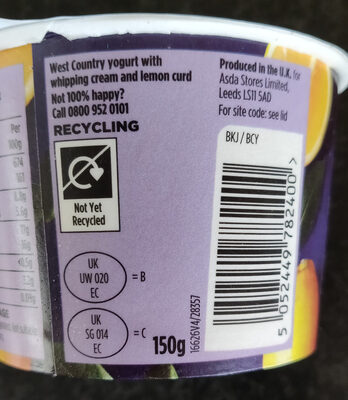 West Country yogurt with
whipping cream and lemon curd
Not 100% happy?
Call 0800 952 0101
RECYCLING
Not Yet
Recycled
UK
UW 020
EC
= B
UK
SG 014
EC
= C
150g
16626V4/28357
Produced in the U.K. for
Asda Stores Limited,
Leeds LS11 5AD
For site code: see lid
BKJ / BCY
5 052449 782400 >
Per
100g
674
161